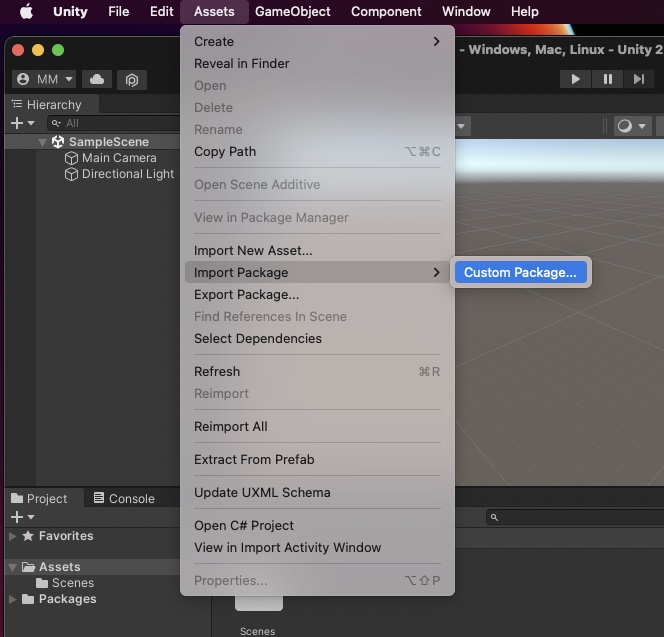 Unity File Edit Assets GameObject Component Window Help
- Windows, Mac, Linux - Unity 2
MM
Hierarchy
All
SampleScene
Main Camera
Directional Light
Create
Reveal in Finder
Open
Delete
Rename
Copy Path ⌥⌘C
Open Scene Additive
View in Package Manager
Import New Asset...
Import Package
Custom Package...
Export Package...
Find References In Scene
Select Dependencies
Refresh ⌘R
Reimport
Reimport All
Extract From Prefab
Update UXML Schema
Open C# Project
View in Import Activity Window
Properties... ⌥⇧P
Project Console
Favorites
Assets
Scenes
Packages
Scenes